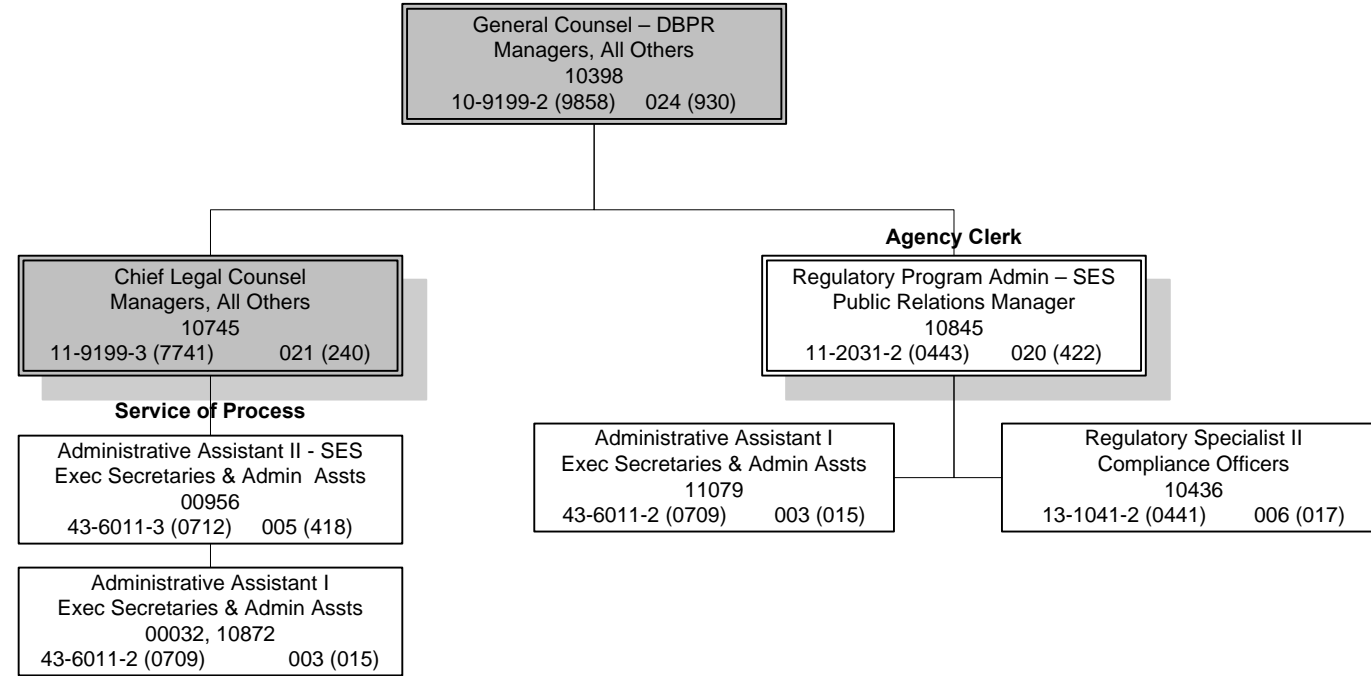 General Counsel – DBPR
Managers, All Others
10398
10-9199-2 (9858) 024 (930)
Chief Legal Counsel
Managers, All Others
10745
11-9199-3 (7741) 021 (240)
Service of Process
Administrative Assistant II - SES
Exec Secretaries & Admin Assts
00956
43-6011-3 (0712) 005 (418)
Administrative Assistant I
Exec Secretaries & Admin Assts
00032, 10872
43-6011-2 (0709) 003 (015)
Agency Clerk
Regulatory Program Admin – SES
Public Relations Manager
10845
11-2031-2 (0443) 020 (422)
Administrative Assistant I
Exec Secretaries & Admin Assts
11079
43-6011-2 (0709) 003 (015)
Regulatory Specialist II
Compliance Officers
10436
13-1041-2 (0441) 006 (017)